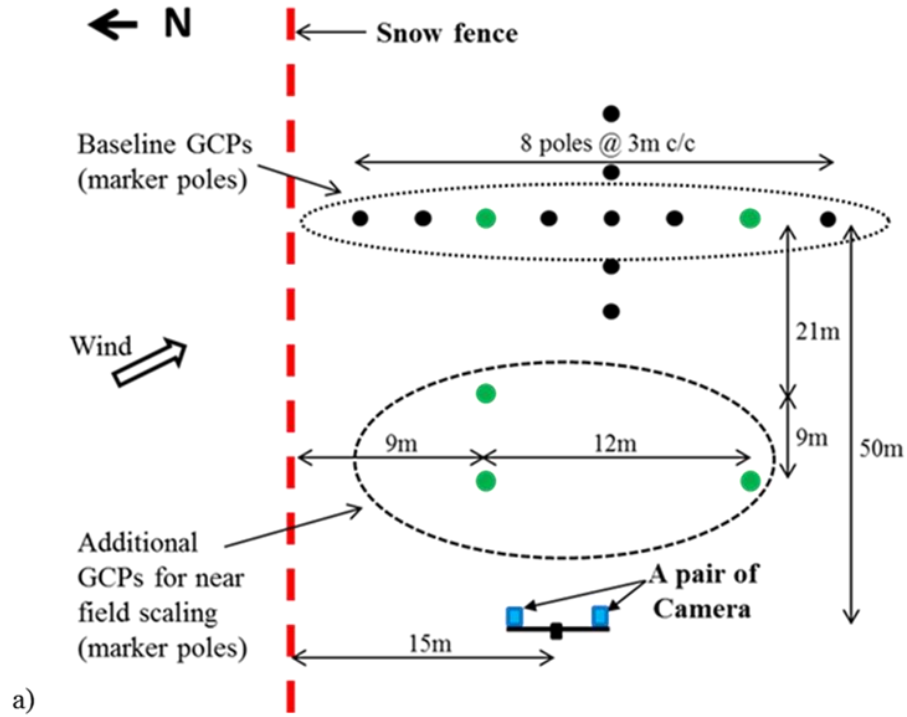 N
Snow fence
Baseline GCPs
(marker poles)
8 poles @ 3m c/c
Wind
21m
9m
12m
9m
50m
Additional
GCPs for near
field scaling
(marker poles)
A pair of
Camera
15m
a)